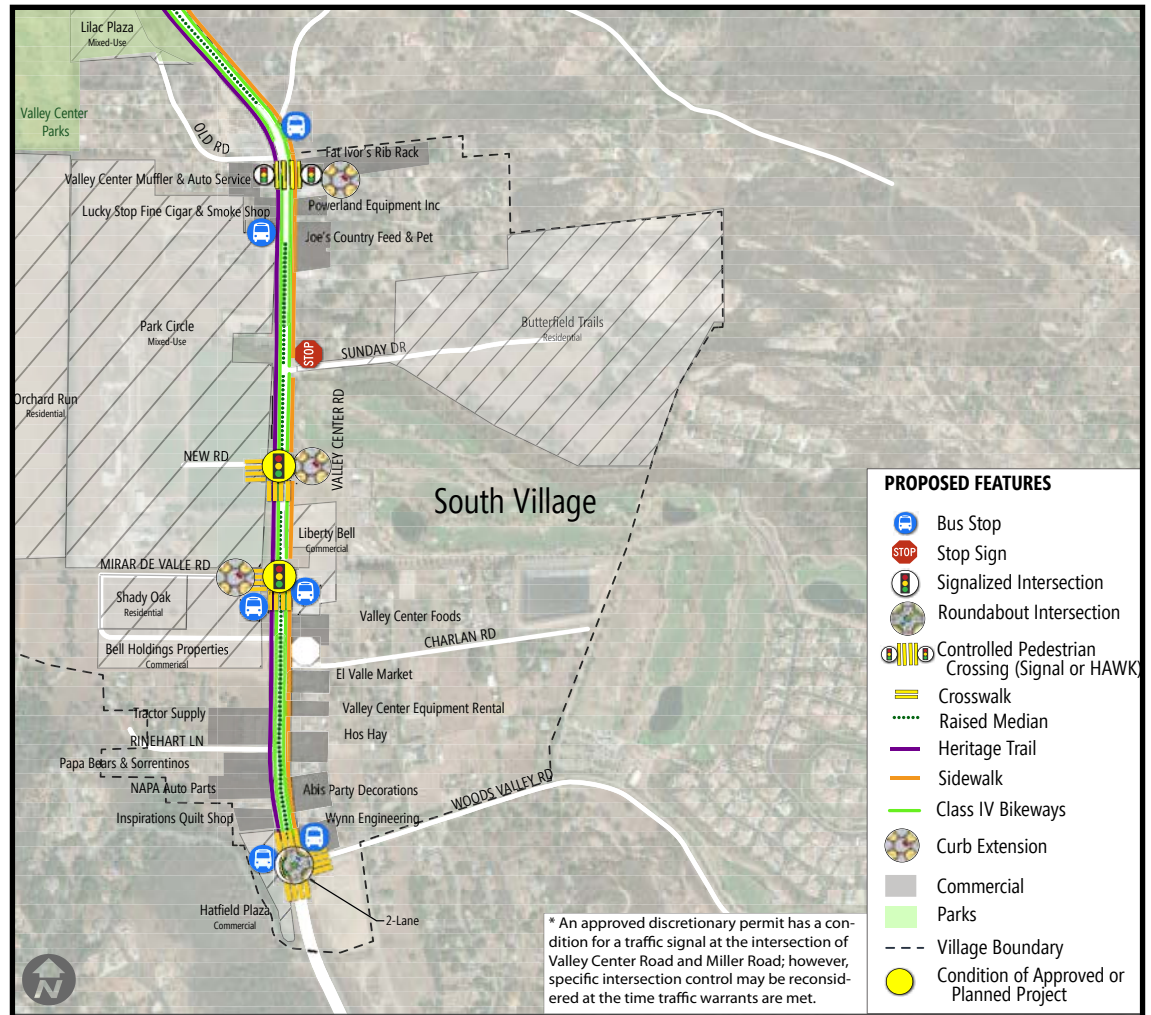 Lilac Plaza
Mixed-Use
Valley Center
Parks
OLD RD
Fat Ivor's Rib Rack
Valley Center Muffler & Auto Service
Lucky Stop Fine Cigar & Smoke Shop
Powerland Equipment Inc
Joe's Country Feed & Pet
Park Circle
Mixed-Use
Butterfield Trails
Residential
STOP
SUNDAY DR
Orchard Run
Residential
VALLEY CENTER RD
NEW RD
South Village
Liberty Bell
Commercial
MIRAR DE VALLE RD
Shady Oak
Residential
Valley Center Foods
CHARLAN RD
Bell Holdings Properties
Commerical
El Valle Market
Valley Center Equipment Rental
Tractor Supply
Hos Hay
RINEHART LN
Papa Bears & Sorrentinos
NAPA Auto Parts
Abis Party Decorations
WOODS VALLEY RD
Inspirations Quilt Shop
Wynn Engineering
Hatfield Plaza
Commercial
2-Lane
N
* An approved discretionary permit has a con-
dition for a traffic signal at the intersection of
Valley Center Road and Miller Road; however,
specific intersection control may be reconsid-
ered at the time traffic warrants are met.
PROPOSED FEATURES
Bus Stop
STOP Stop Sign
Signalized Intersection
Roundabout Intersection
Controlled Pedestrian
Crossing (Signal or HAWK)
Crosswalk
Raised Median
Heritage Trail
Sidewalk
Class IV Bikeways
Curb Extension
Commercial
Parks
Village Boundary
Condition of Approved or
Planned Project